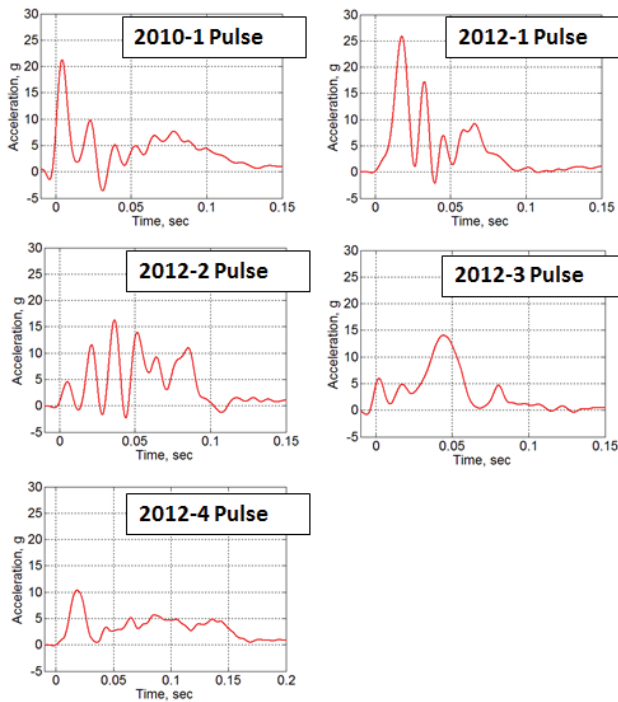 2010-1 Pulse
30
25
20
15
10
5
0
-5
Acceleration, g
0 0.05 0.1 0.15
Time, sec
2012-1 Pulse
30
25
20
15
10
5
0
-5
Acceleration, g
0 0.05 0.1 0.15
Time, sec
2012-2 Pulse
30
25
20
15
10
5
0
-5
Acceleration, g
0 0.05 0.1 0.15
Time, sec
2012-3 Pulse
30
25
20
15
10
5
0
-5
Acceleration, g
0 0.05 0.1 0.15
Time, sec
2012-4 Pulse
30
25
20
15
10
5
0
-5
Acceleration, g
0 0.05 0.1 0.15 0.2
Time, sec